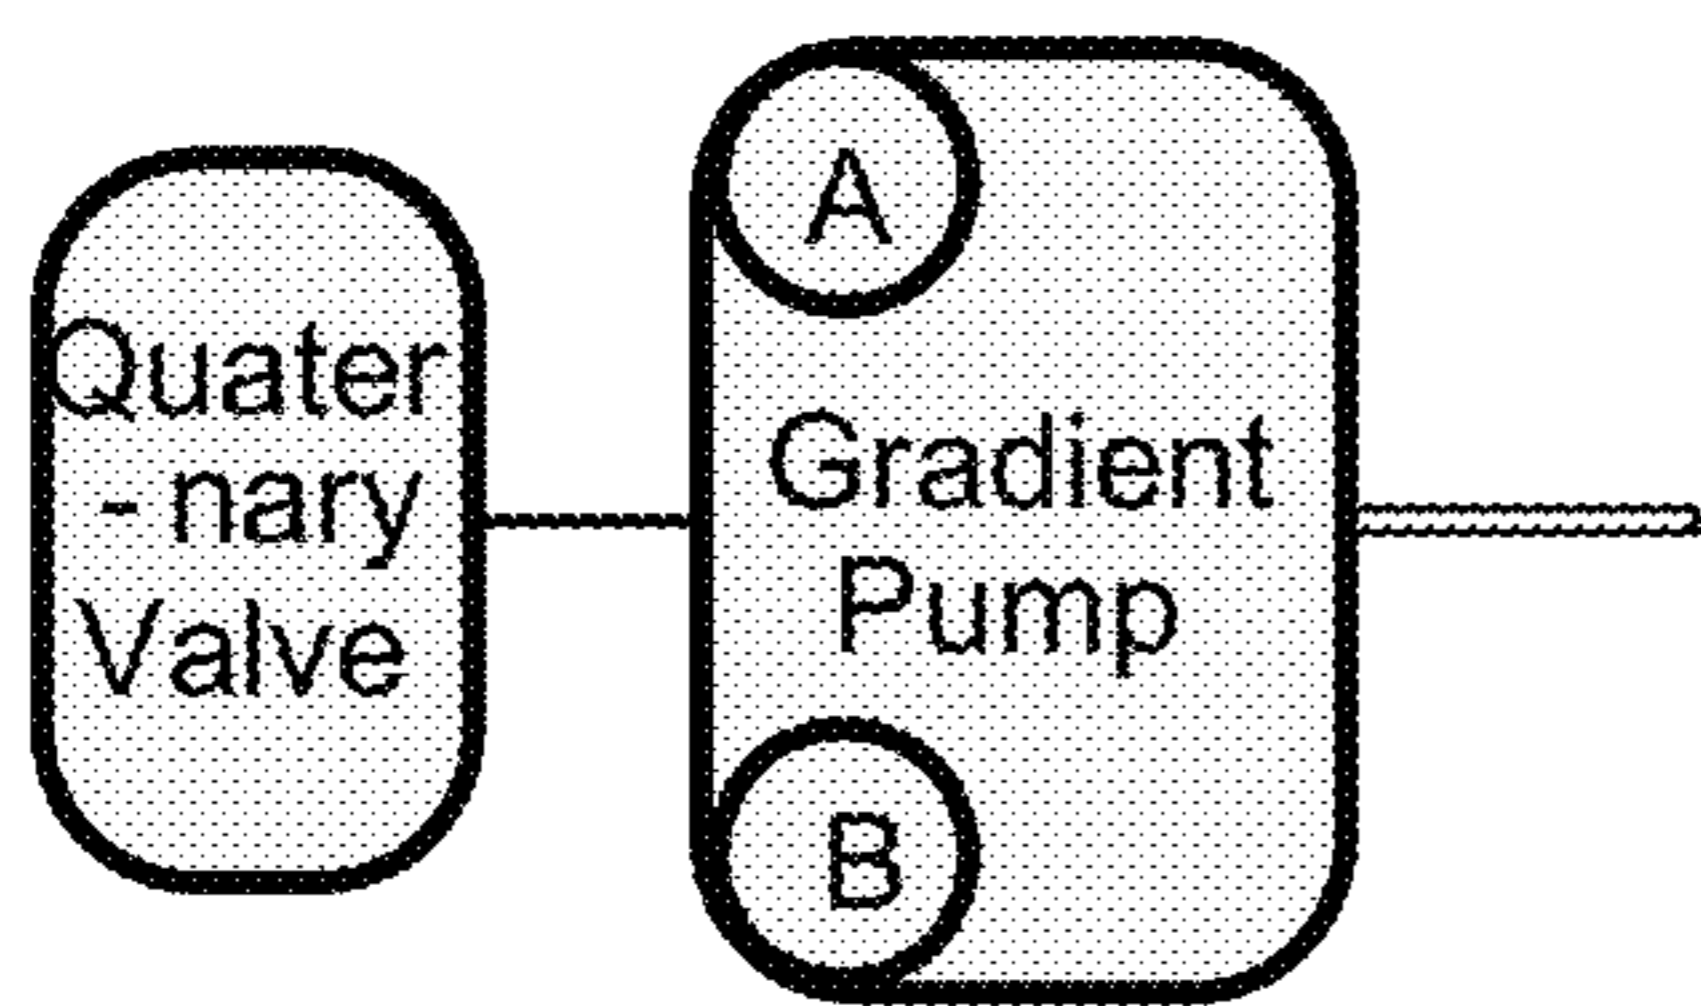 Quater
- nary
Valve
A
Gradient
Pump
B